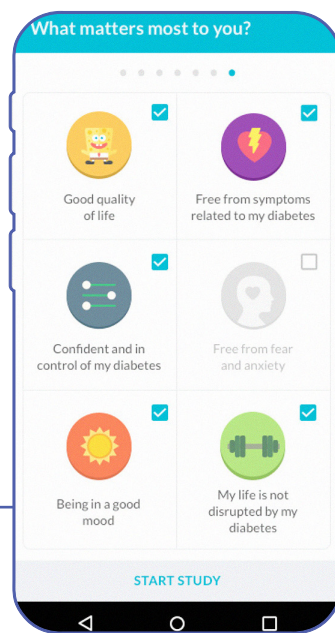 What matters most to you?
Good quality
of life
Free from symptoms
related to my diabetes
Confident and in
control of my diabetes
Free from fear
and anxiety
Being in a good
mood
My life is not
disrupted by my
diabetes
START STUDY